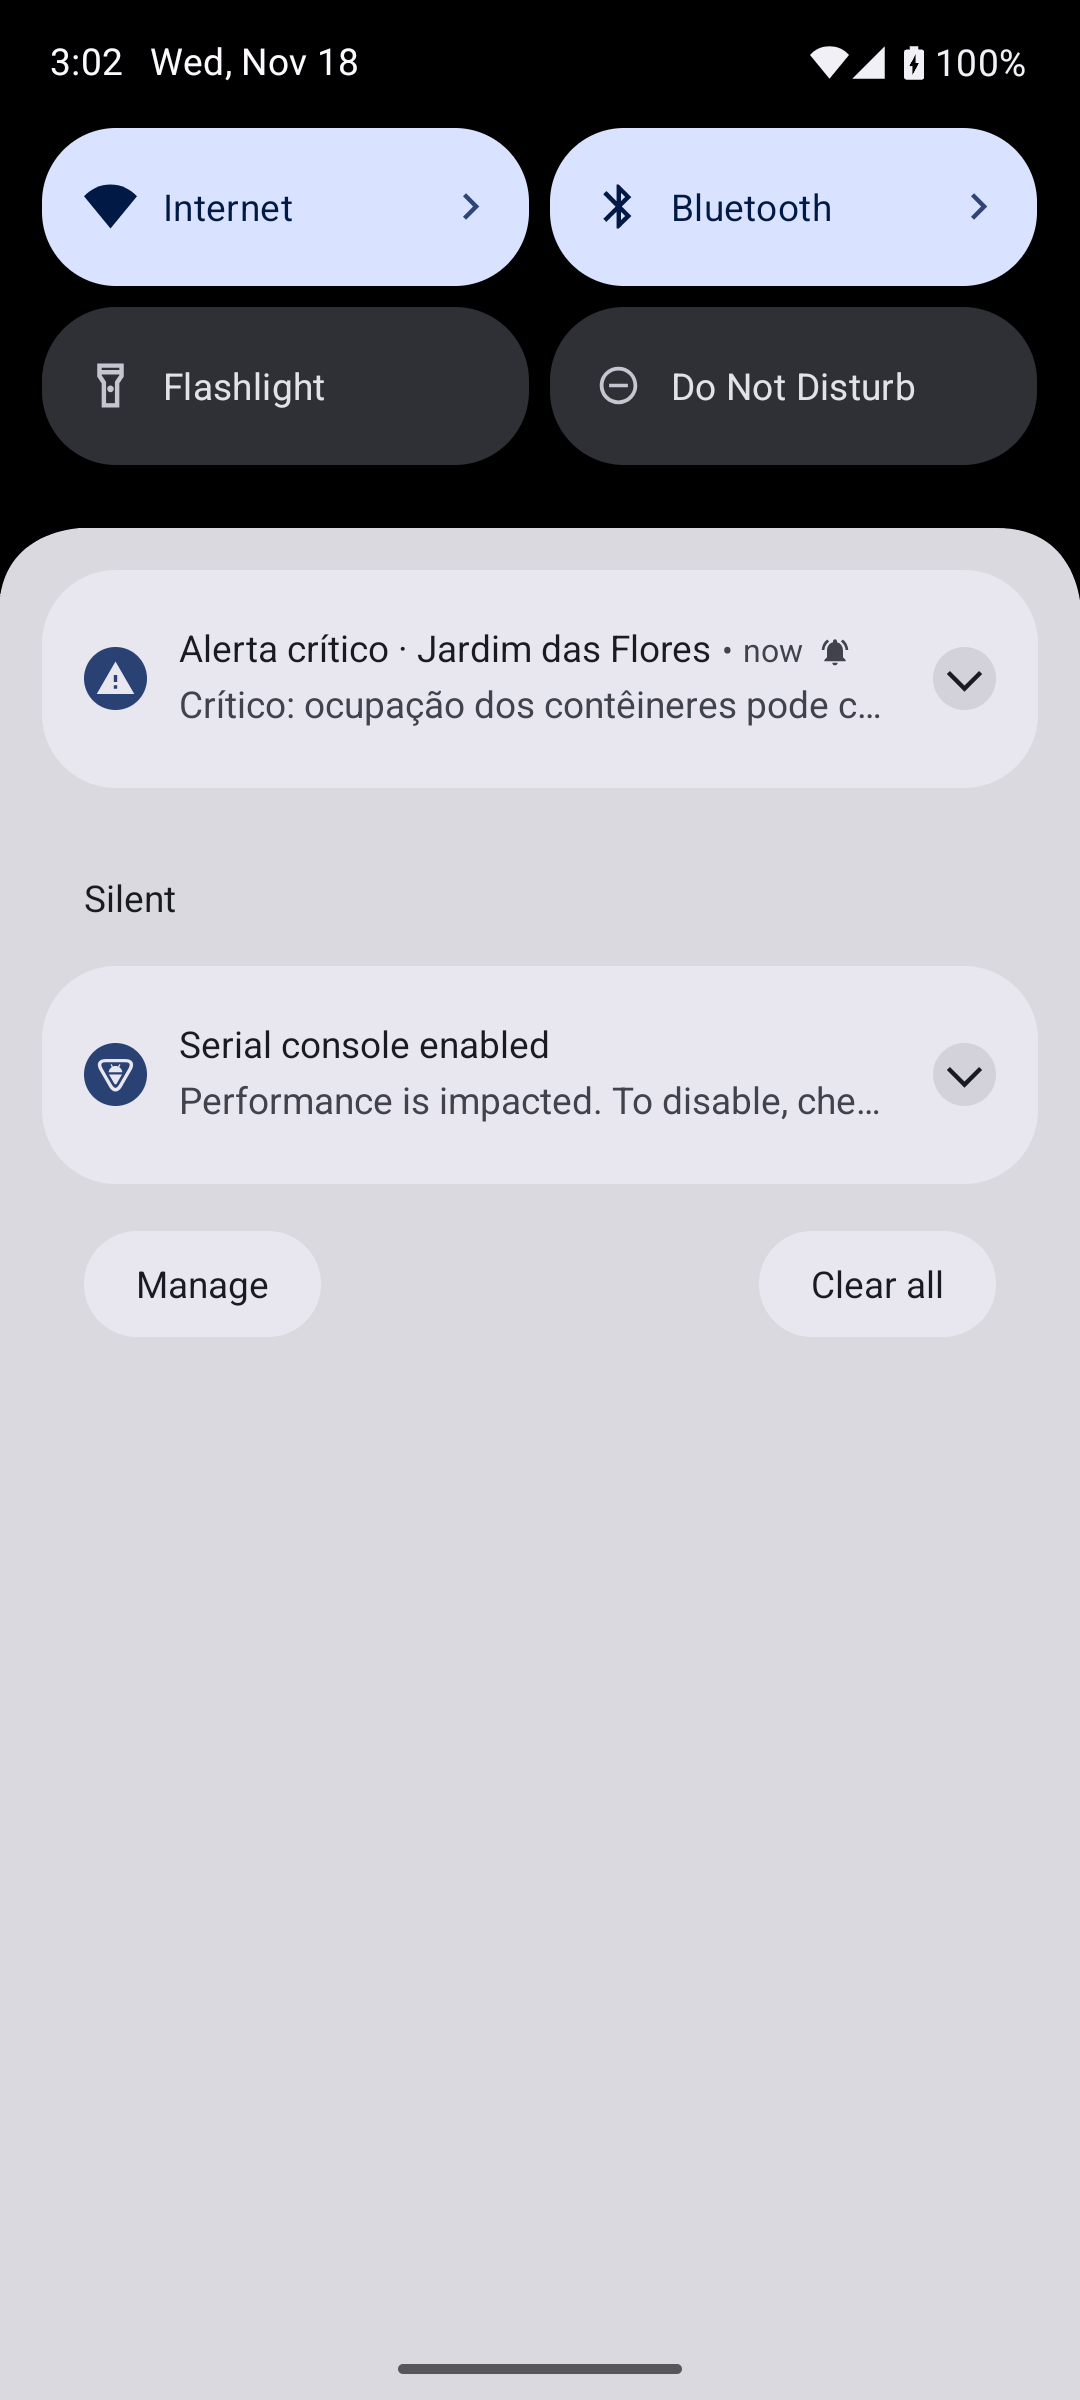 3:02 Wed, Nov 18 100%
Internet Bluetooth
Flashlight Do Not Disturb
Alerta crítico · Jardim das Flores • now
Crítico: ocupação dos contêineres pode c...
Silent
Serial console enabled
Performance is impacted. To disable, che...
Manage Clear all